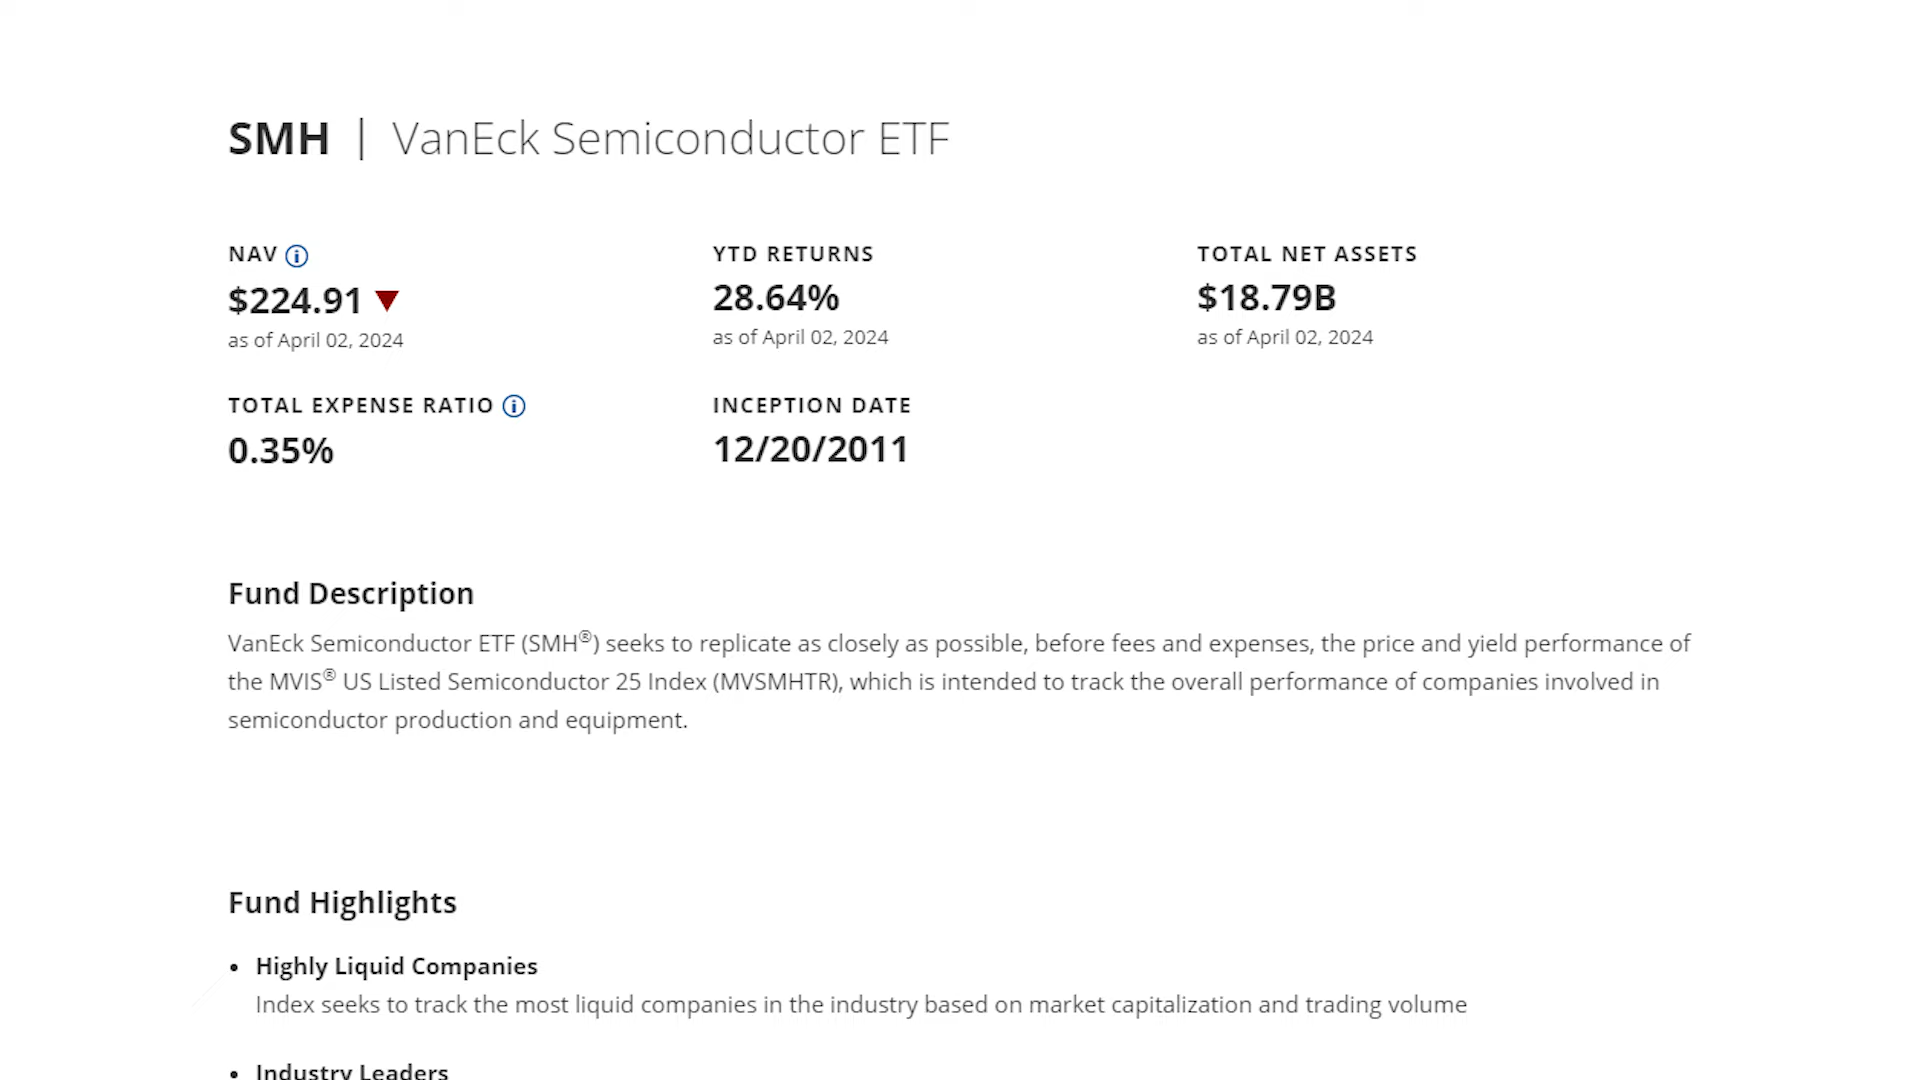 SMH | VanEck Semiconductor ETF
NAV
$224.91
as of April 02, 2024
YTD RETURNS
28.64%
as of April 02, 2024
TOTAL NET ASSETS
$18.79B
as of April 02, 2024
TOTAL EXPENSE RATIO
0.35%
INCEPTION DATE
12/20/2011
Fund Description
VanEck Semiconductor ETF (SMH®) seeks to replicate as closely as possible, before fees and expenses, the price and yield performance of
the MVIS® US Listed Semiconductor 25 Index (MVSMHTR), which is intended to track the overall performance of companies involved in
semiconductor production and equipment.
Fund Highlights
• Highly Liquid Companies
Index seeks to track the most liquid companies in the industry based on market capitalization and trading volume
• Industry Leaders